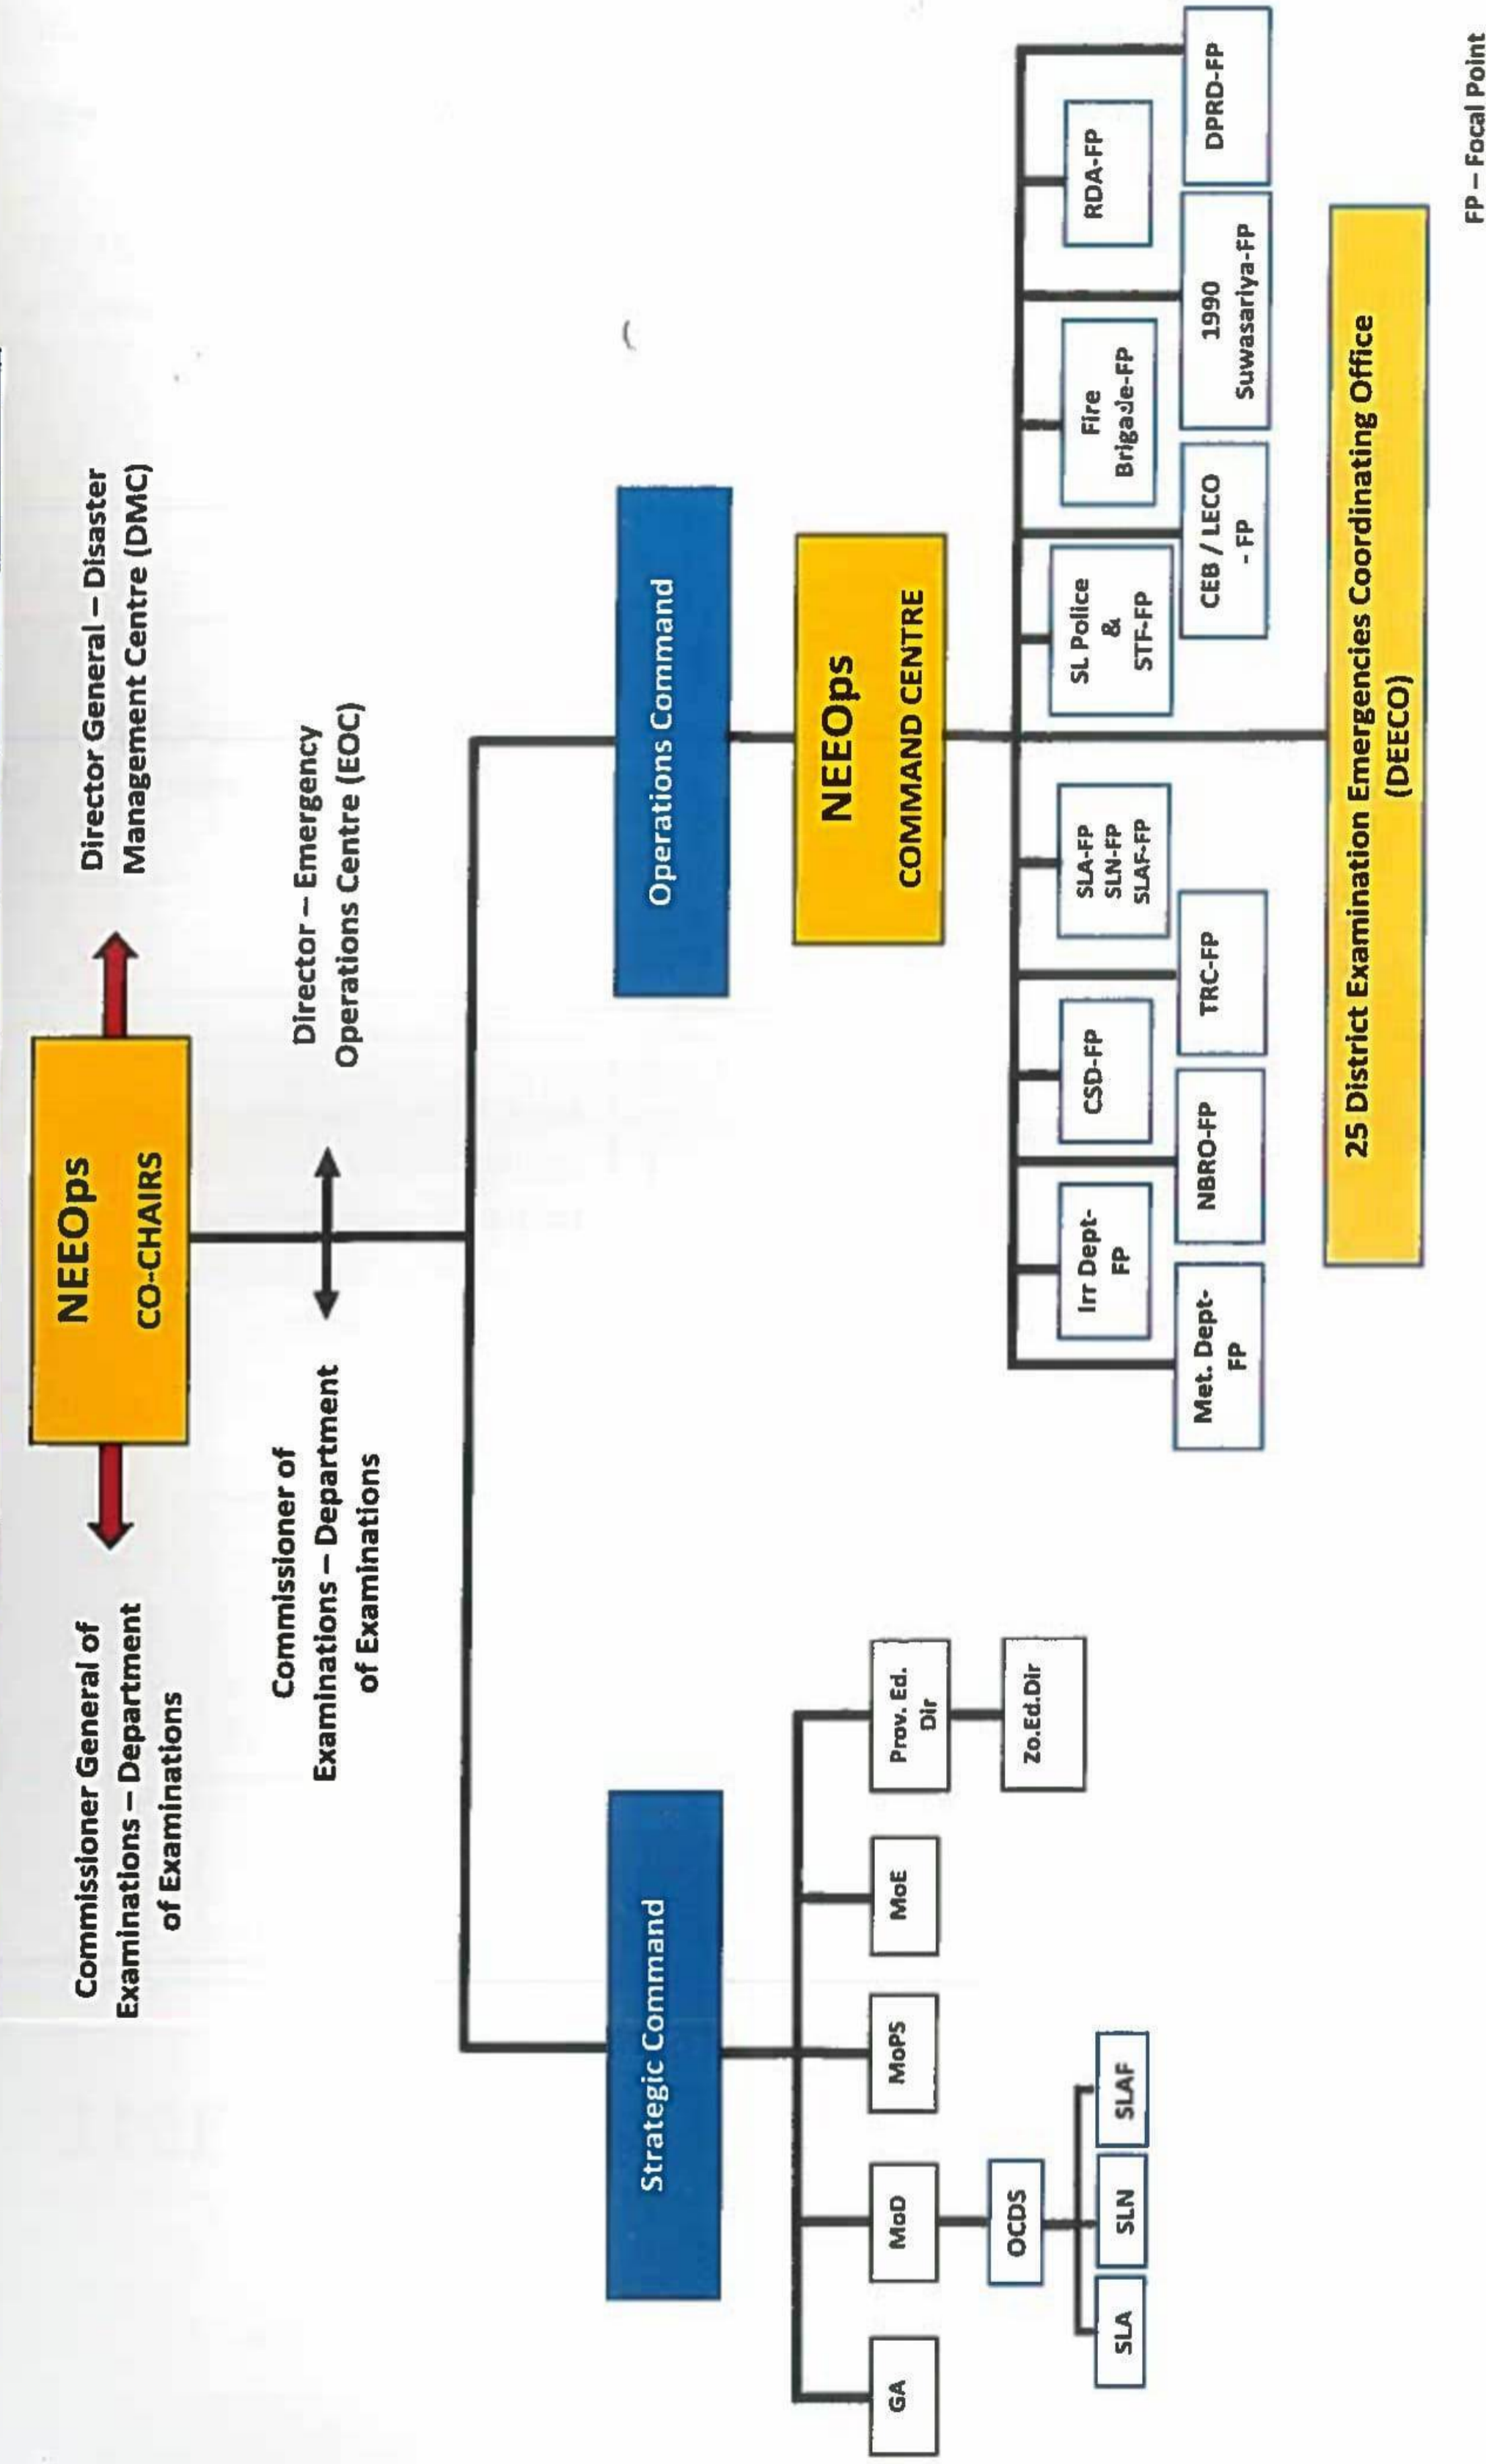 NEEOps
CO-CHAIRS
Commissioner General of
Examinations – Department
of Examinations
Director General – Disaster
Management Centre (DMC)
Commissioner of
Examinations – Department
of Examinations
Director – Emergency
Operations Centre (EOC)
Strategic Command
GA
MoD
MoPS
MoE
Prov. Ed.
Dir
OCDS
Zo.Ed.Dir
SLA
SLN
SLAF
Operations Command
NEEOps
COMMAND CENTRE
Irr Dept-
FP
CSD-FP
SLA-FP
SLN-FP
SLAF-FP
SL Police
&
STF-FP
Fire
Brigade-FP
RDA-FP
Met. Dept-
FP
NBRO-FP
TRC-FP
CEB / LECO
- FP
1990
Suwasariya-FP
DPRD-FP
25 District Examination Emergencies Coordinating Office
(DEECO)
FP – Focal Point